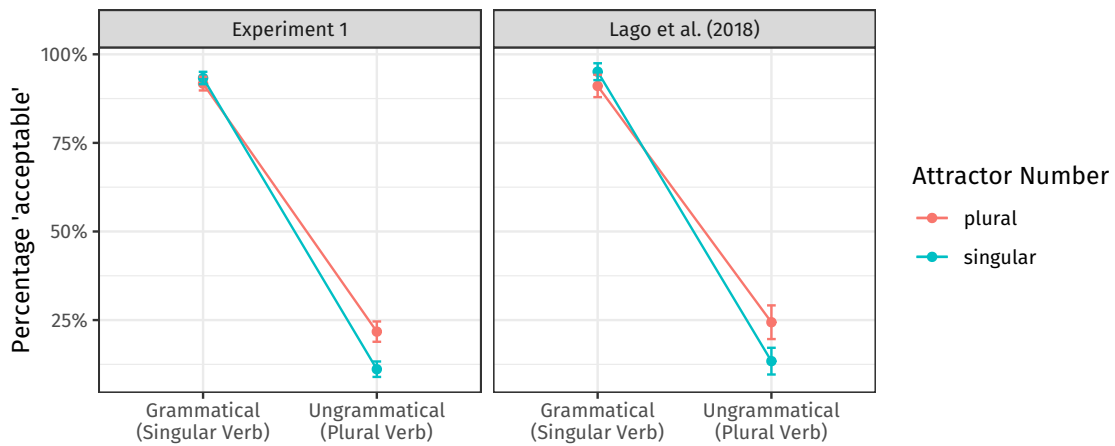 Experiment 1
Lago et al. (2018)
Percentage 'acceptable'
100%
75%
50%
25%
Grammatical
(Singular Verb)
Ungrammatical
(Plural Verb)
Grammatical
(Singular Verb)
Ungrammatical
(Plural Verb)
Attractor Number
plural
singular